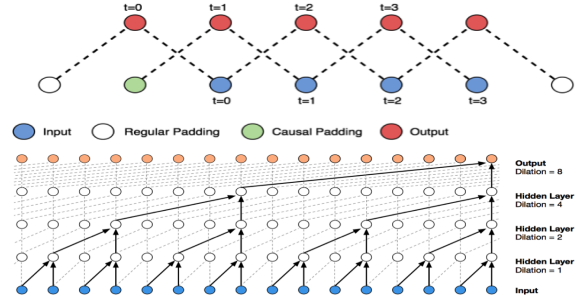 t=0 t=1 t=2 t=3
t=0 t=1 t=2 t=3
Input Regular Padding Causal Padding Output
Output
Dilation = 8
Hidden Layer
Dilation = 4
Hidden Layer
Dilation = 2
Hidden Layer
Dilation = 1
Input